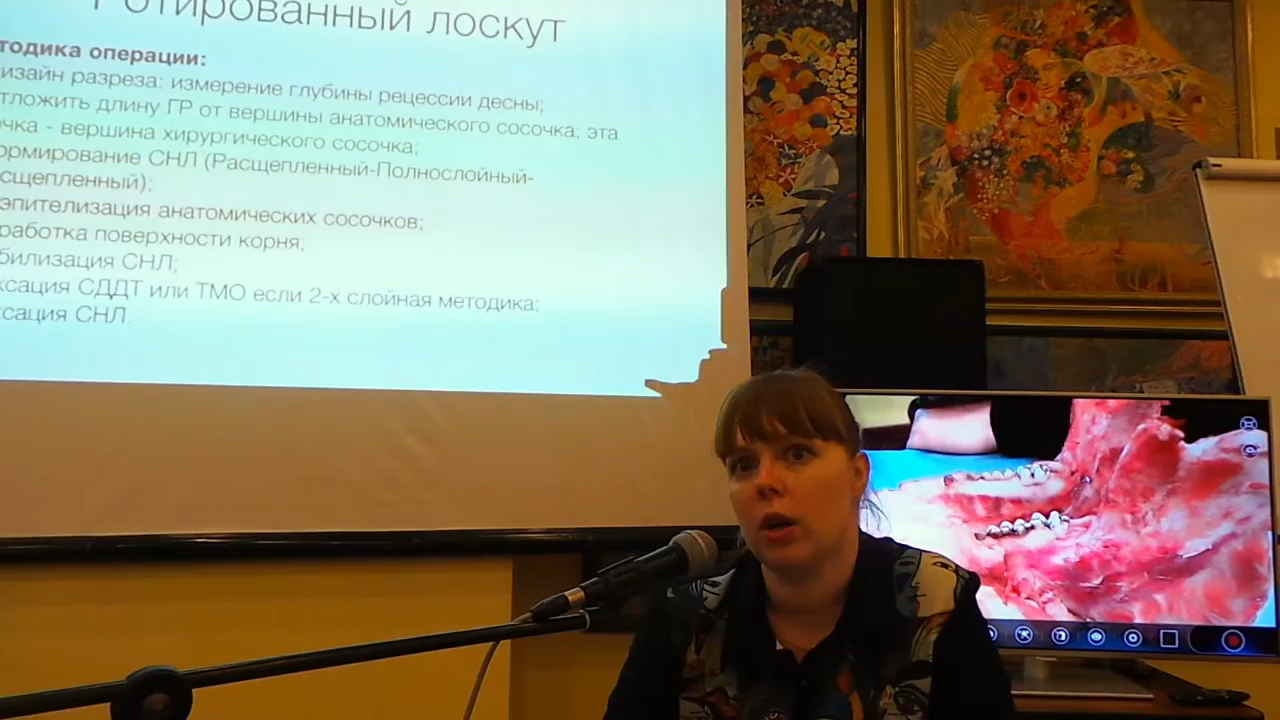 Ротированный лоскут
тодика операции:
изайн разреза: измерение глубины рецессии десны;
тложить длину ГР от вершины анатомического сосочка; эта
очка - вершина хирургического сосочка;
ормирование СНЛ (Расщепленный-Полнослойный-
сщепленный);
эпителизация анатомических сосочков;
работка поверхности корня;
билизация СНЛ;
ксация СДДТ или ТМО если 2-х слойная методика;
ксация СНЛ.